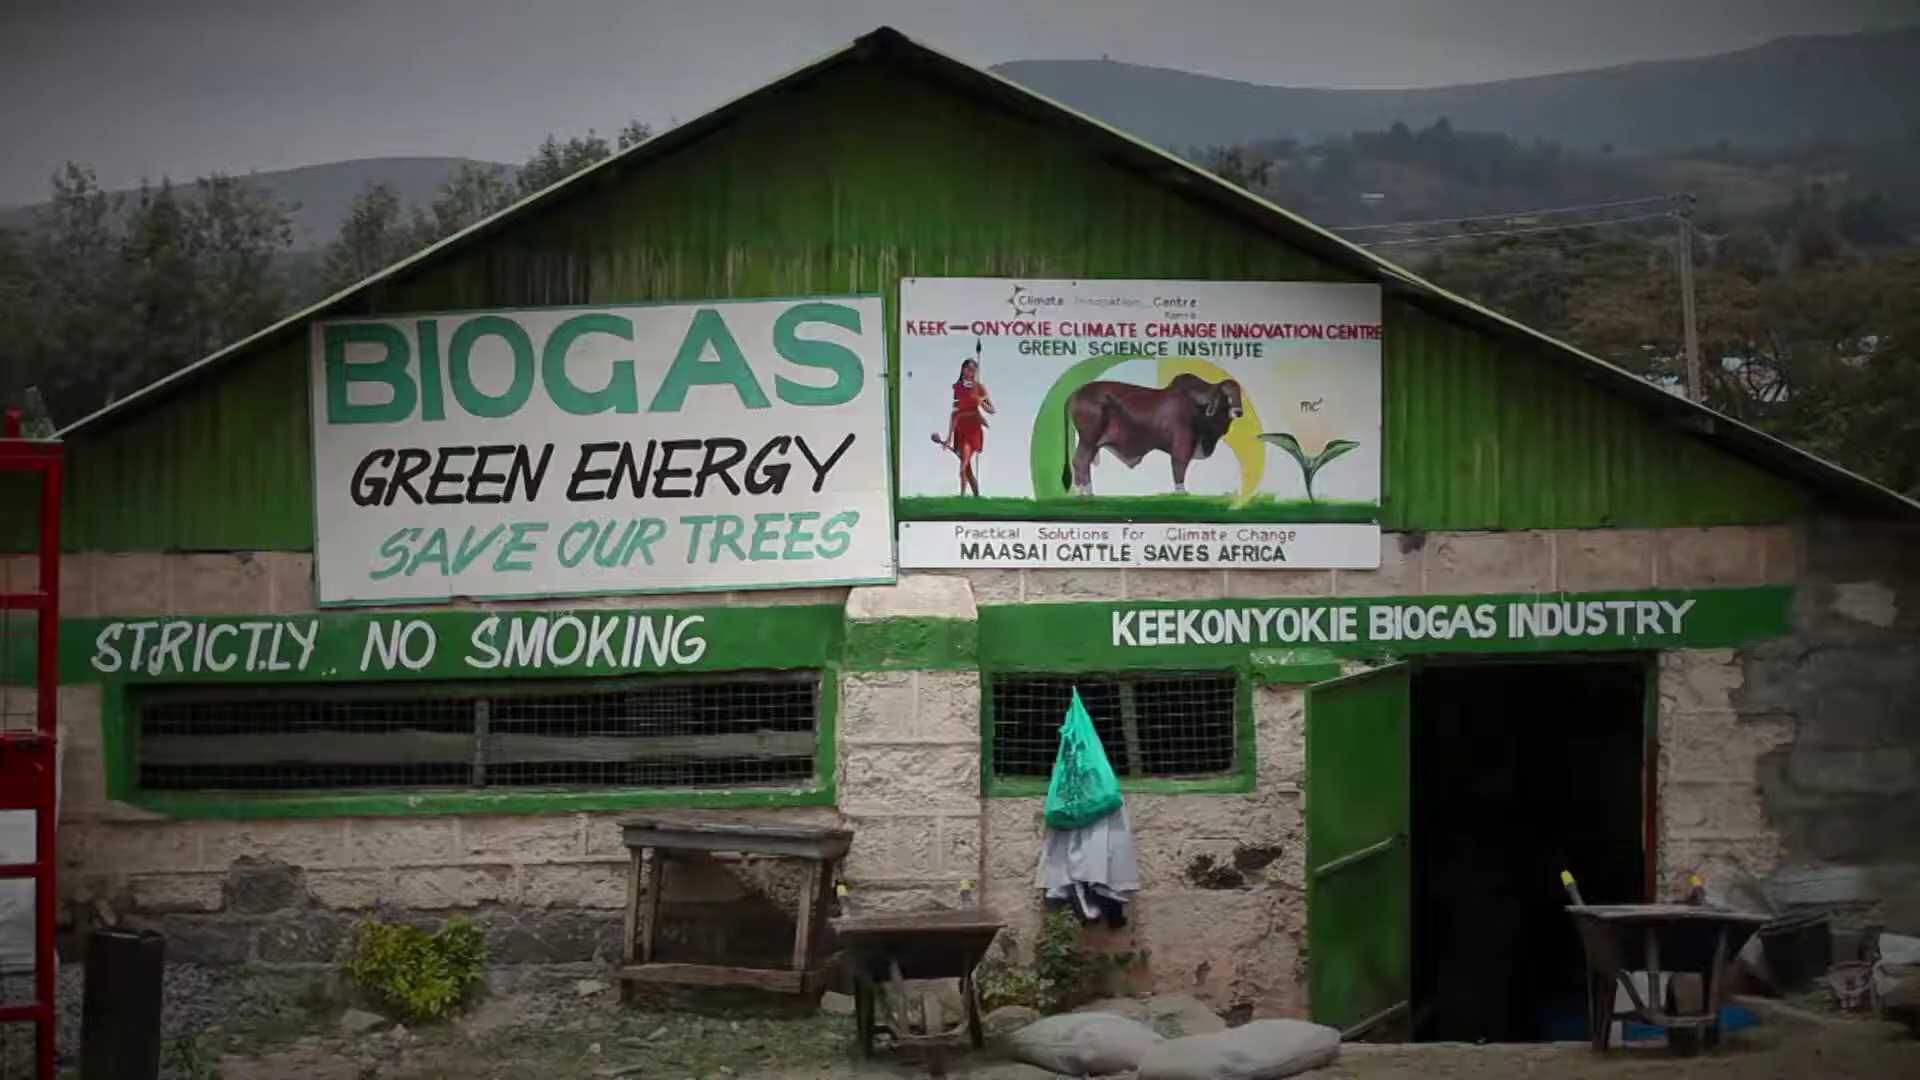 BIOGAS
GREEN ENERGY
SAVE OUR TREES
Climate Innovation Centre
Kenya
KEEK-ONYOKIE CLIMATE CHANGE INNOVATION CENTRE
GREEN SCIENCE INSTITUTE
mc²
Practical Solutions For Climate Change
MAASAI CATTLE SAVES AFRICA
STRICTLY NO SMOKING
KEEKONYOKIE BIOGAS INDUSTRY